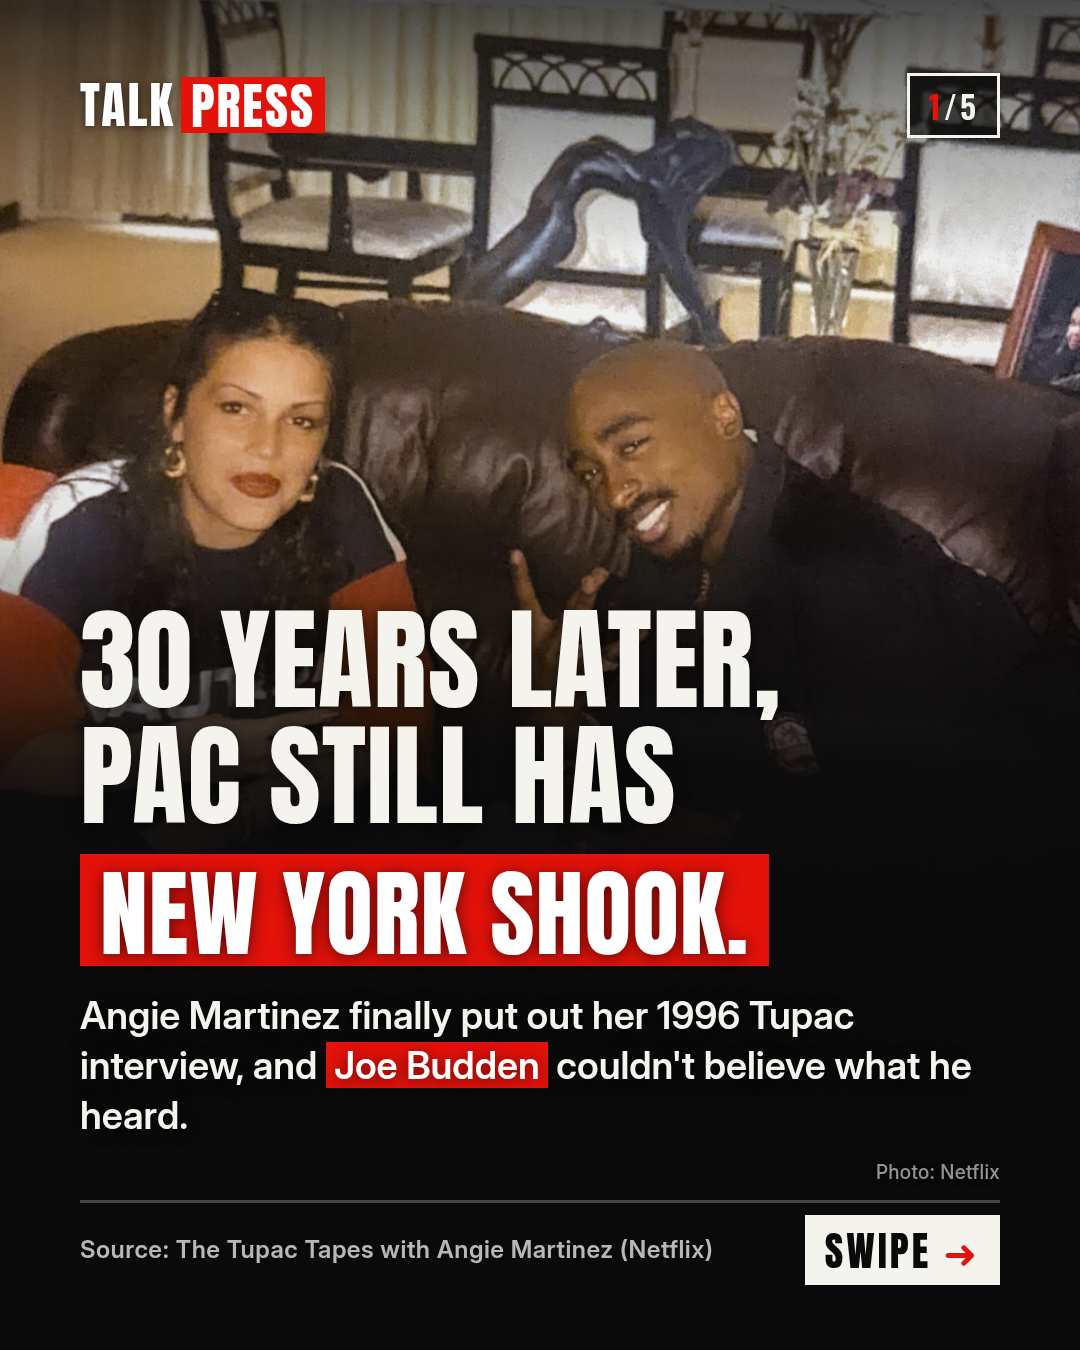 TALK PRESS
1/5
30 YEARS LATER,
PAC STILL HAS
NEW YORK SHOOK.
Angie Martinez finally put out her 1996 Tupac
interview, and Joe Budden couldn't believe what he
heard.
Photo: Netflix
Source: The Tupac Tapes with Angie Martinez (Netflix)
SWIPE →